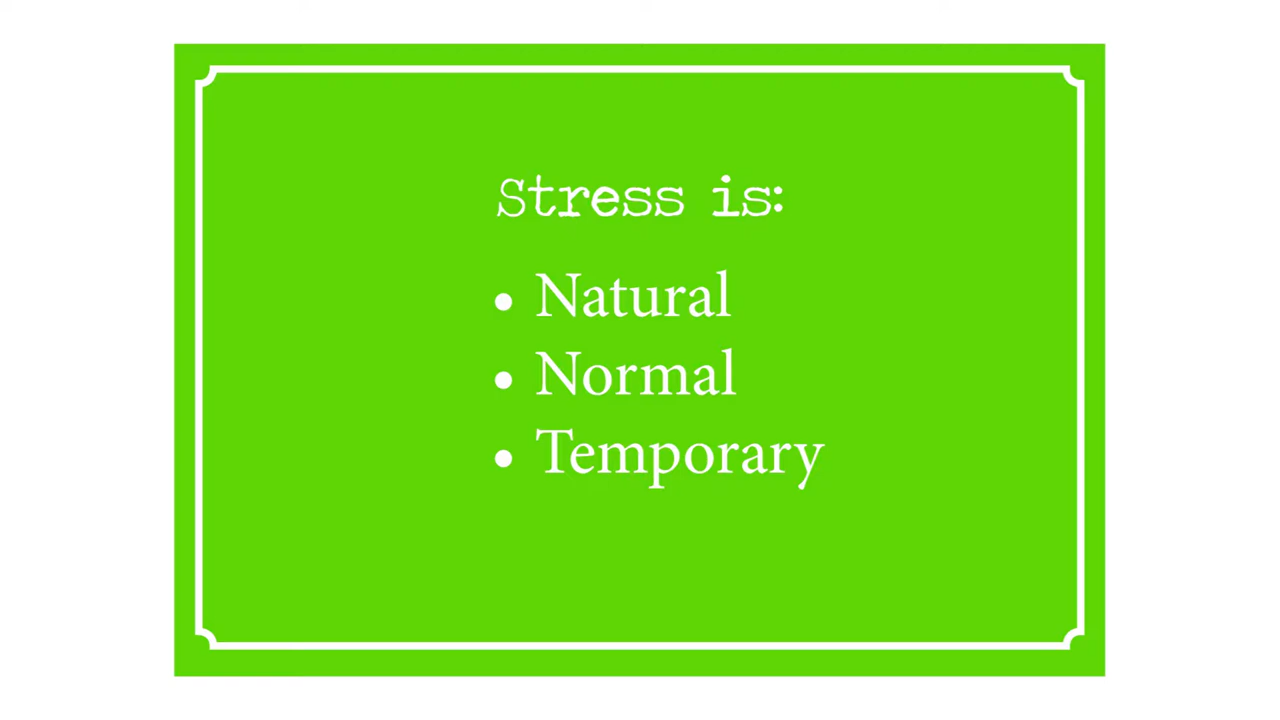 Stress is:
• Natural
• Normal
• Temporary